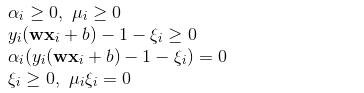 αᵢ ≥ 0, μᵢ ≥ 0
yᵢ(𝐰𝐱ᵢ + b) − 1 − ξᵢ ≥ 0
αᵢ(yᵢ(𝐰𝐱ᵢ + b) − 1 − ξᵢ) = 0
ξᵢ ≥ 0, μᵢξᵢ = 0